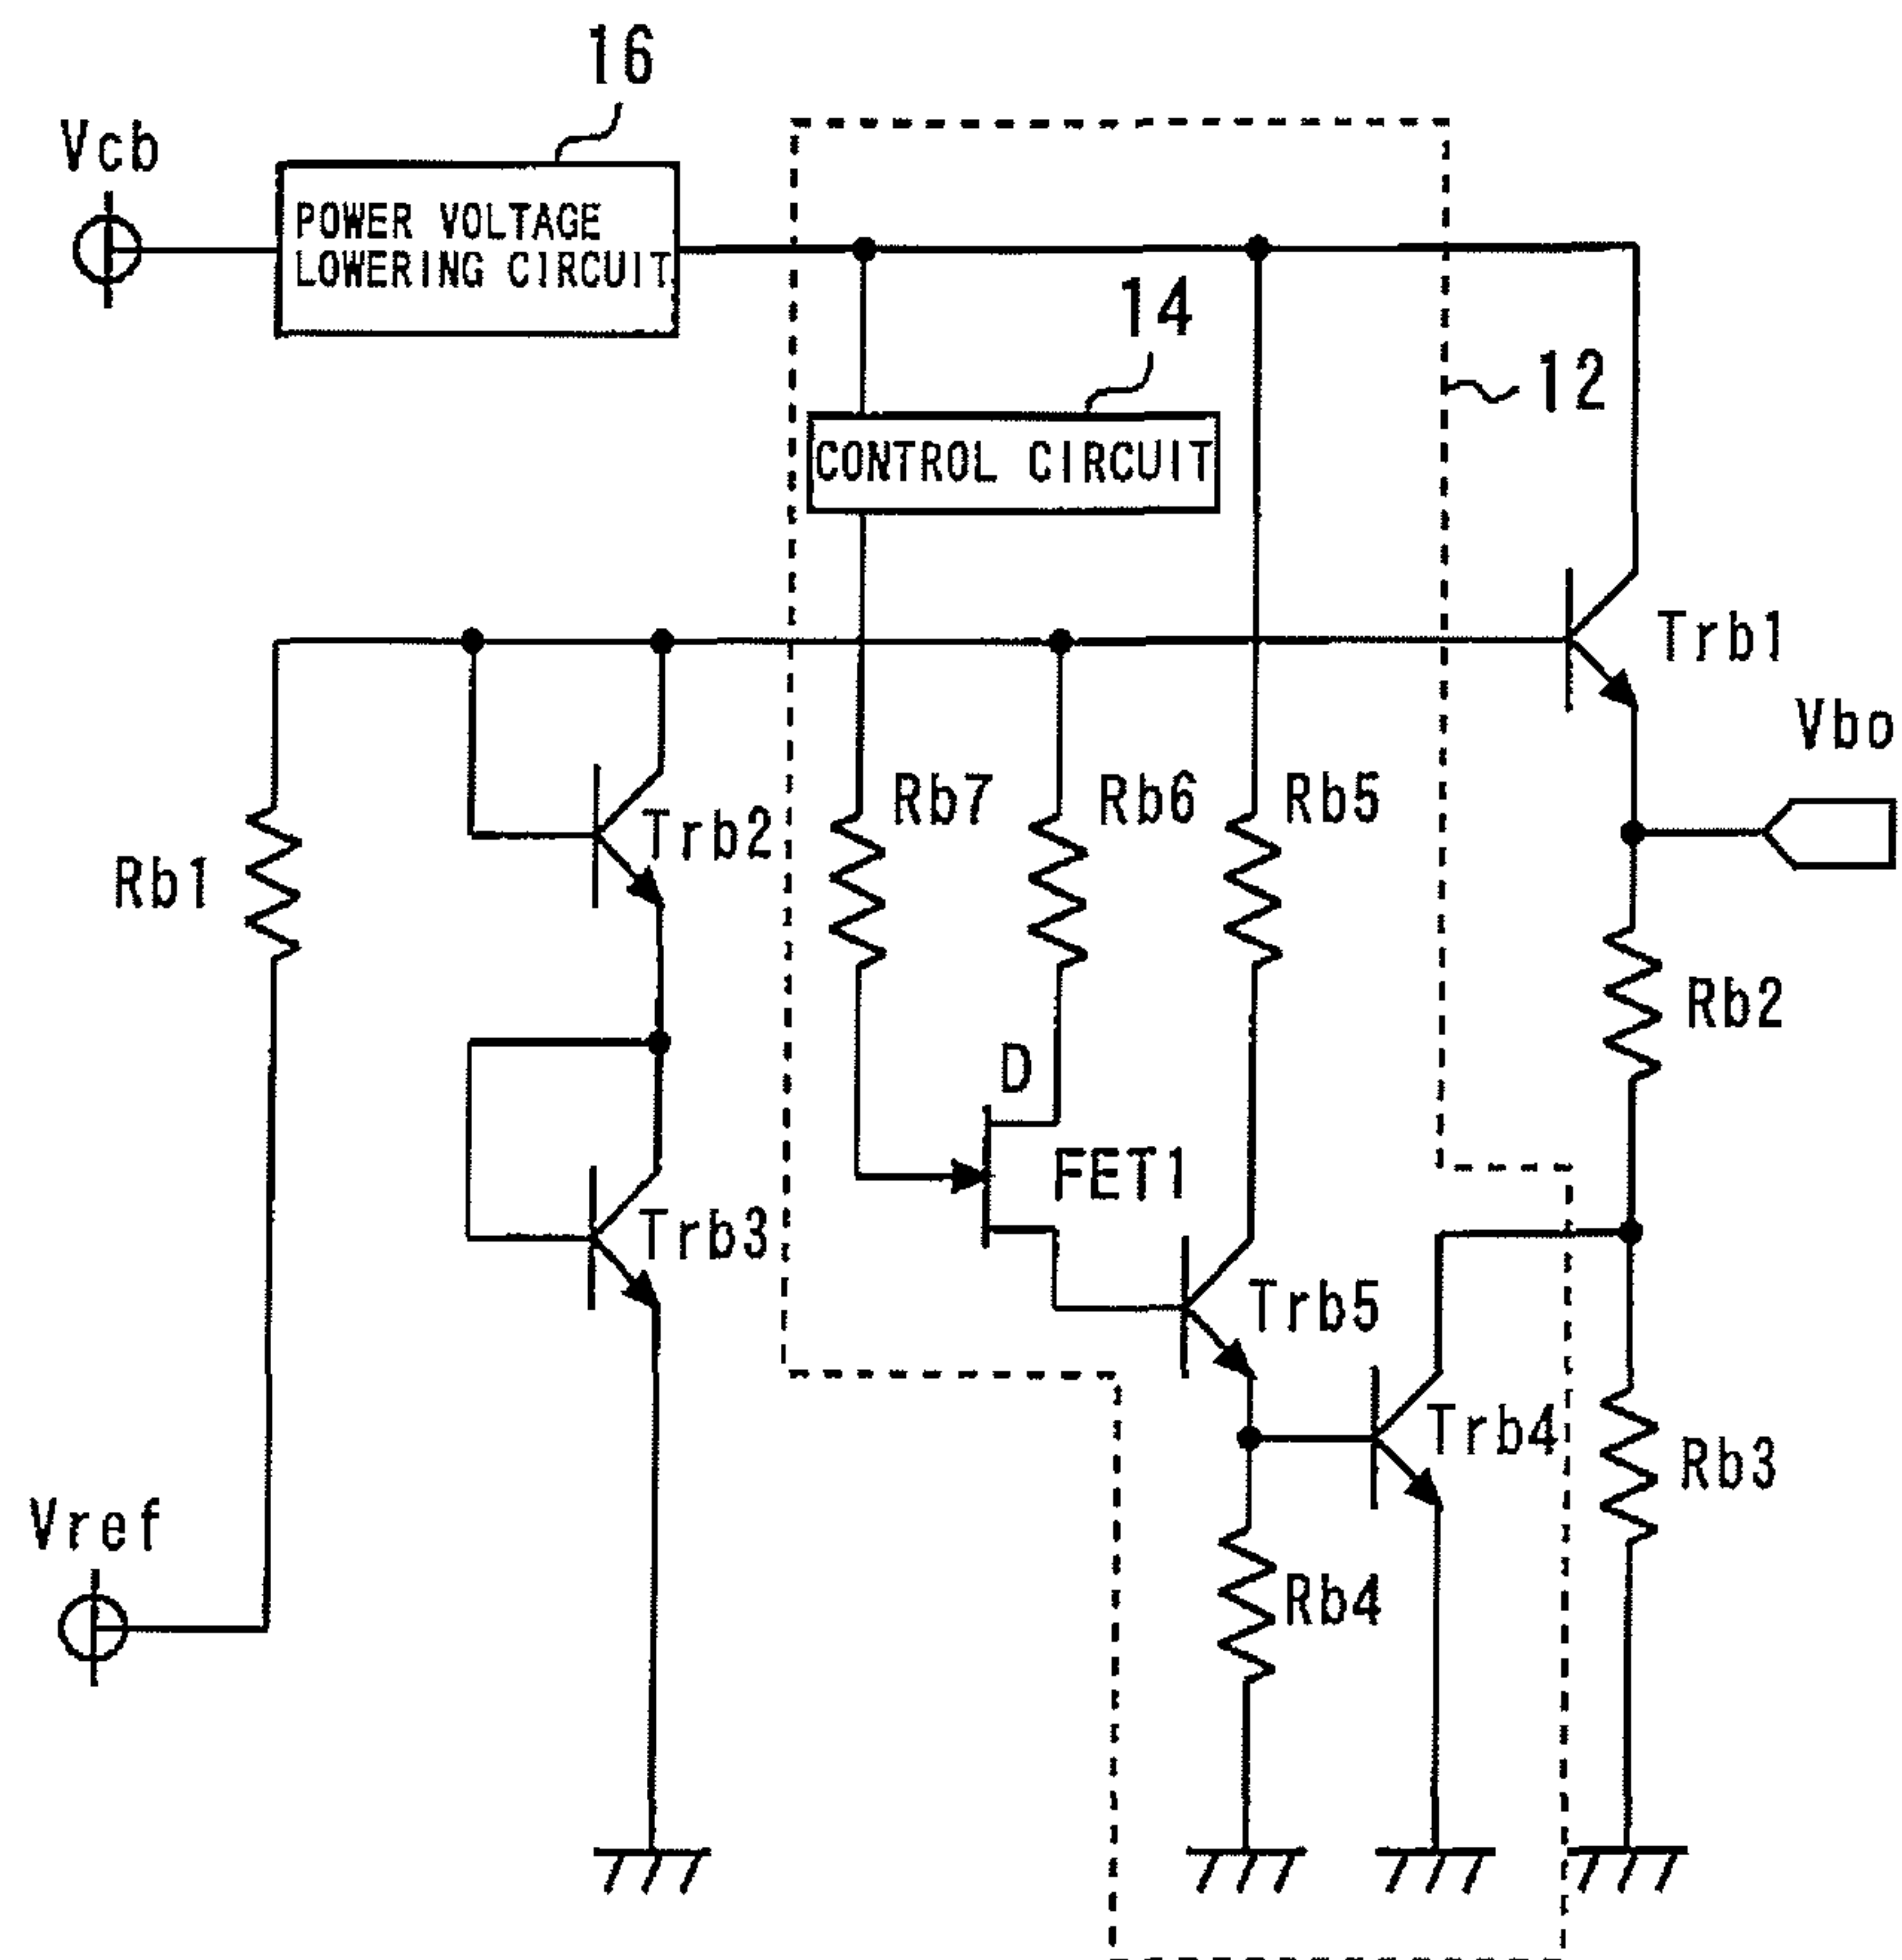 16
Vcb
POWER VOLTAGE
LOWERING CIRCUIT
14
12
CONTROL CIRCUIT
Trb1
Vbo
Rb7
Rb6
Rb5
Trb2
Rb1
Rb2
D
FET1
Trb3
Trb5
Trb4
Rb3
Vref
Rb4